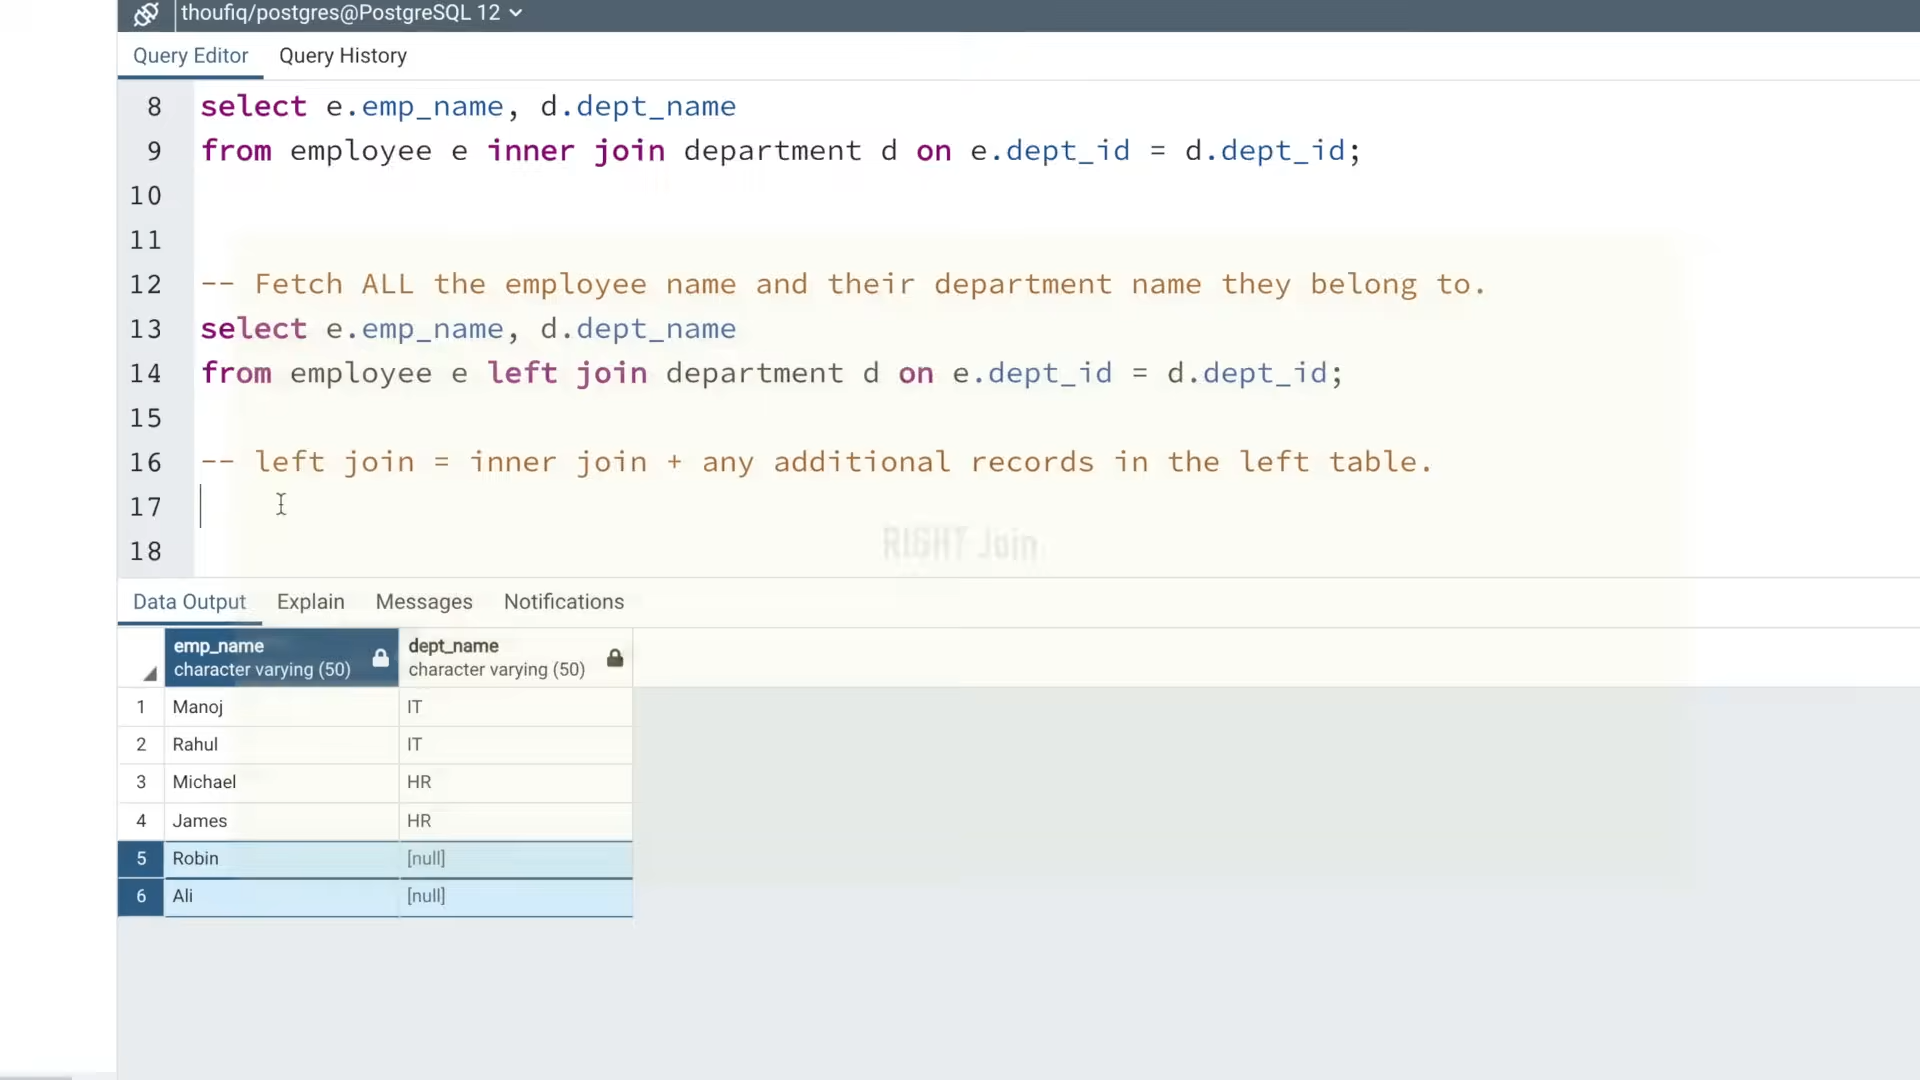 thoufiq/postgres@PostgreSQL 12
Query Editor Query History
8 select e.emp_name, d.dept_name
9 from employee e inner join department d on e.dept_id = d.dept_id;
10
11
12 -- Fetch ALL the employee name and their department name they belong to.
13 select e.emp_name, d.dept_name
14 from employee e left join department d on e.dept_id = d.dept_id;
15
16 -- left join = inner join + any additional records in the left table.
17
RIGHT Join
18
Data Output Explain Messages Notifications
emp_name dept_name
character varying (50) character varying (50)
1 Manoj IT
2 Rahul IT
3 Michael HR
4 James HR
5 Robin [null]
6 Ali [null]